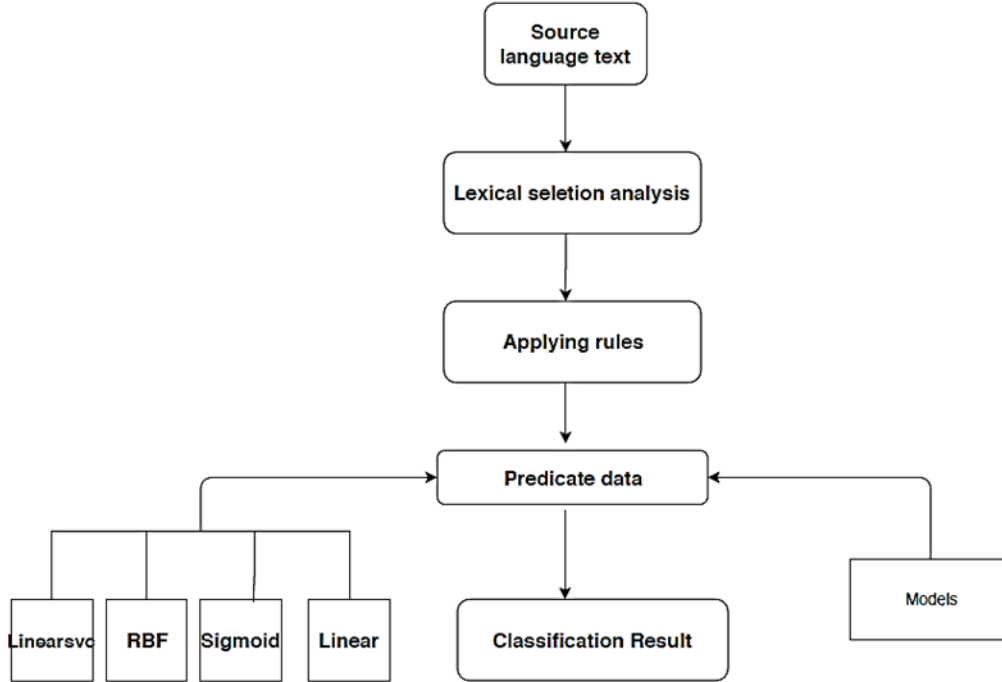 Source
language text
Lexical seletion analysis
Applying rules
Predicate data
Linearsvc
RBF
Sigmoid
Linear
Classification Result
Models